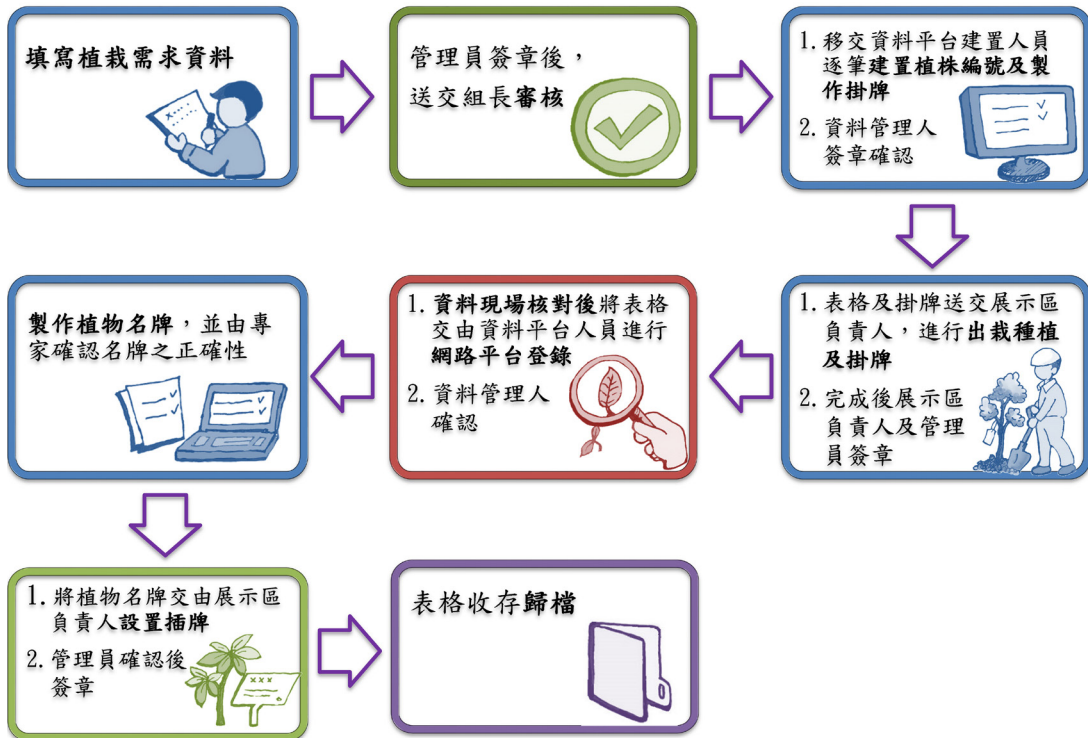 填寫植栽需求資料
管理員簽章後，
送交組長審核
1. 移交資料平台建置人員
逐筆建置植株編號及製
作掛牌
2. 資料管理人
簽章確認
1. 表格及掛牌送交展示區
負責人，進行出栽種植
及掛牌
2. 完成後展示區
負責人及管理
員簽章
1. 資料現場核對後將表格
交由資料平台人員進行
網路平台登錄
2. 資料管理人
確認
製作植物名牌，並由專
家確認名牌之正確性
1. 將植物名牌交由展示區
負責人設置插牌
2. 管理員確認後
簽章
表格收存歸檔